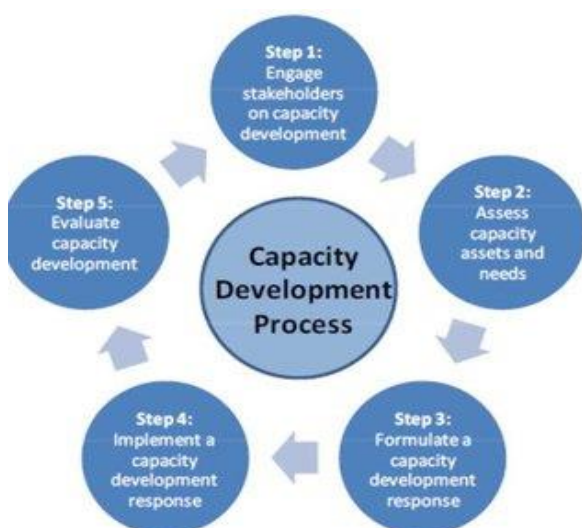 Step 1:
Engage
stakeholders
on capacity
development
Step 2:
Assess
capacity
assets and
needs
Step 3:
Formulate a
capacity
development
response
Step 4:
Implement a
capacity
development
response
Step 5:
Evaluate
capacity
development
Capacity
Development
Process